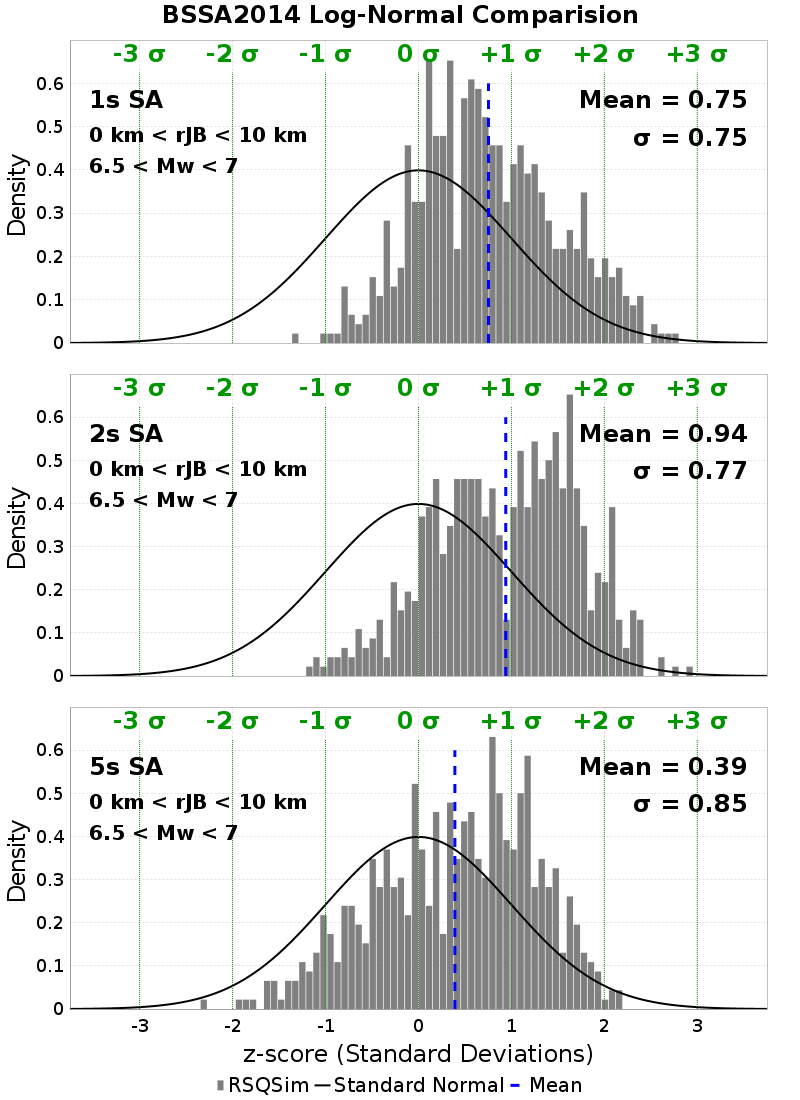 BSSA2014 Log-Normal Comparision
-3 σ -2 σ -1 σ 0 σ +1 σ +2 σ +3 σ
1s SA
0 km < rJB < 10 km
6.5 < Mw < 7
Mean = 0.75
σ = 0.75
Density
0.6
0.5
0.4
0.3
0.2
0.1
0
-3 σ -2 σ -1 σ 0 σ +1 σ +2 σ +3 σ
2s SA
0 km < rJB < 10 km
6.5 < Mw < 7
Mean = 0.94
σ = 0.77
Density
0.6
0.5
0.4
0.3
0.2
0.1
0
-3 σ -2 σ -1 σ 0 σ +1 σ +2 σ +3 σ
5s SA
0 km < rJB < 10 km
6.5 < Mw < 7
Mean = 0.39
σ = 0.85
Density
0.6
0.5
0.4
0.3
0.2
0.1
0
-3 -2 -1 0 1 2 3
z-score (Standard Deviations)
RSQSim Standard Normal Mean